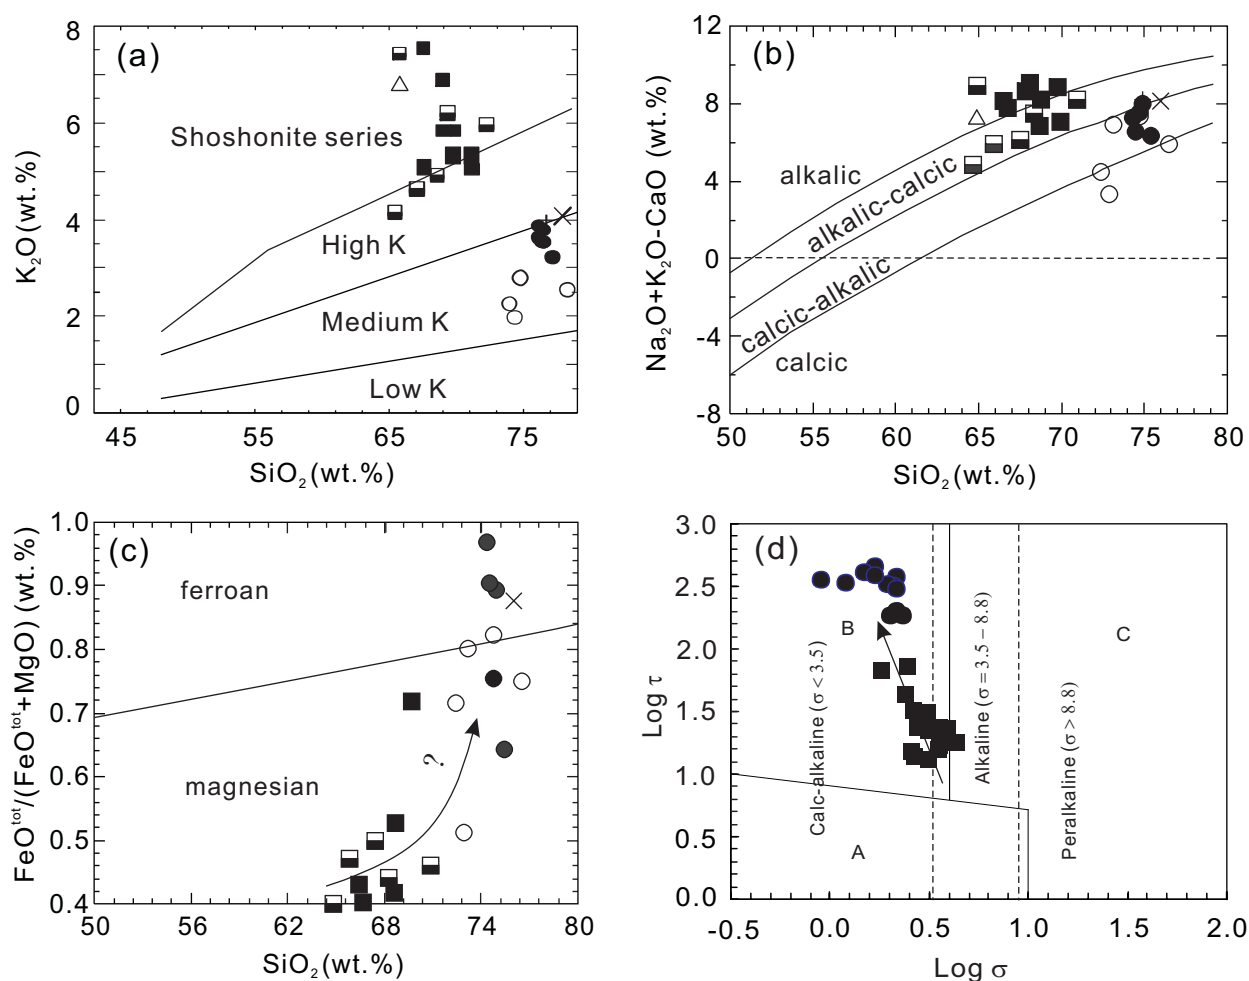 (a)
K₂O(wt.%)
8
6
4
2
0
Shoshonite series
High K
Medium K
Low K
45
55
65
75
SiO₂(wt.%)
(b)
Na₂O+K₂O-CaO (wt.%)
12
8
4
0
-4
-8
alkalic
alkalic-calcic
calcic-alkalic
calcic
50
55
60
65
70
75
80
SiO₂(wt.%)
(c)
FeOᵗᵒᵗ/(FeOᵗᵒᵗ+MgO) (wt.%)
1.0
0.9
0.8
0.7
0.6
0.5
0.4
ferroan
magnesian
?
50
56
62
68
74
80
SiO₂(wt.%)
(d)
Log τ
3.0
2.5
2.0
1.5
1.0
0.5
0.0
B
C
A
Calc-alkaline (σ < 3.5)
Alkaline (σ = 3.5 – 8.8)
Peralkaline (σ > 8.8)
-0.5
0.0
0.5
1.0
1.5
2.0
Log σ